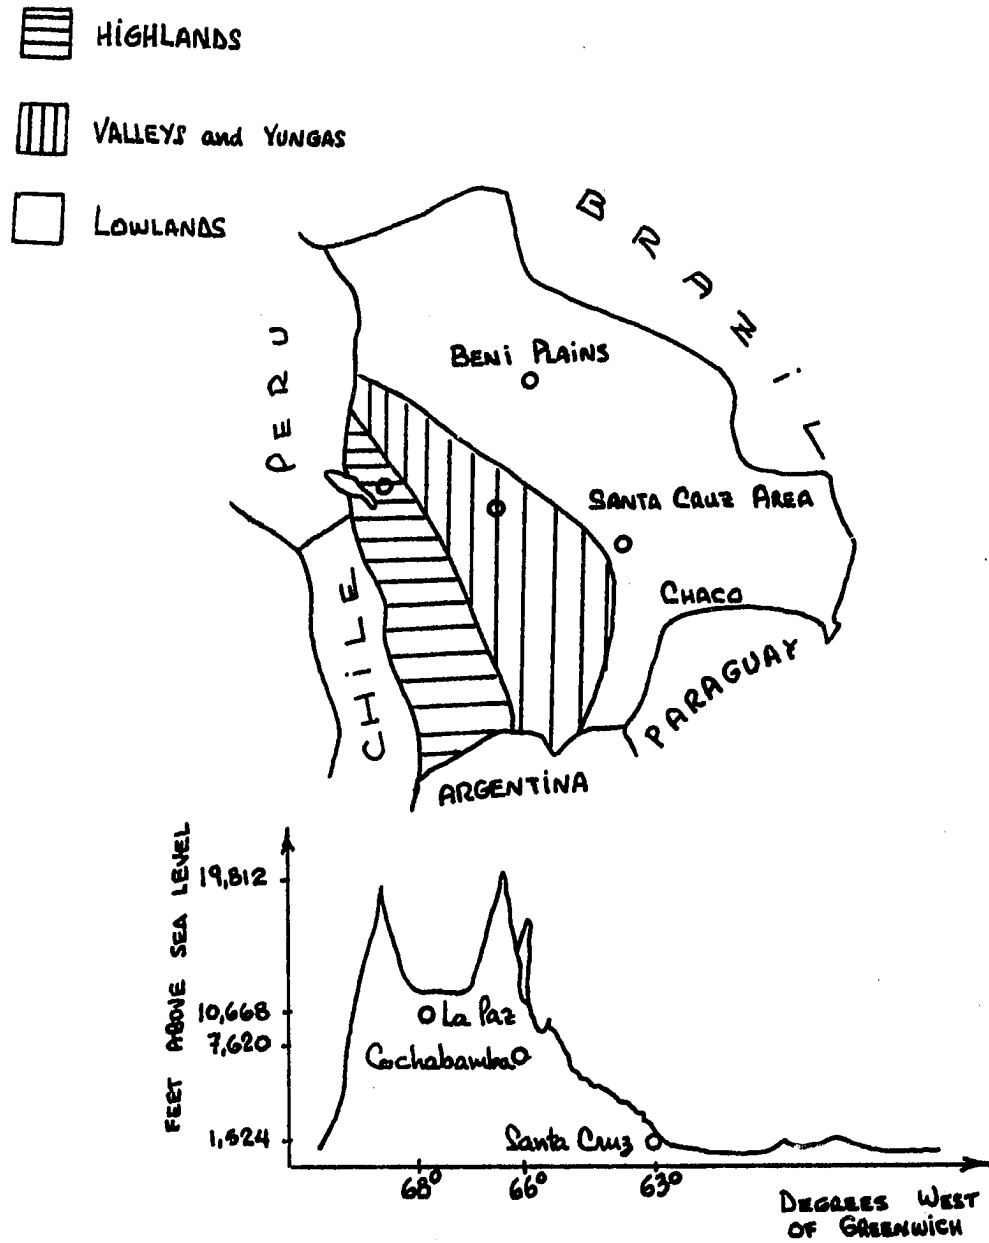 HiGHLANDS
VALLEYS and YUNGAS
LOWLANDS
BRAZiL
PERU
BENi PLAiNS
SANTA CRUZ AREA
CHACO
CHiLE
PARAGUAY
ARGENTiNA
FEET ABOVE SEA LEVEL
19,812
10,668
7,620
1,524
La Paz
Cochabamba
Santa Cruz
68° 66° 63°
DEGREES WEST
OF GREENWICH